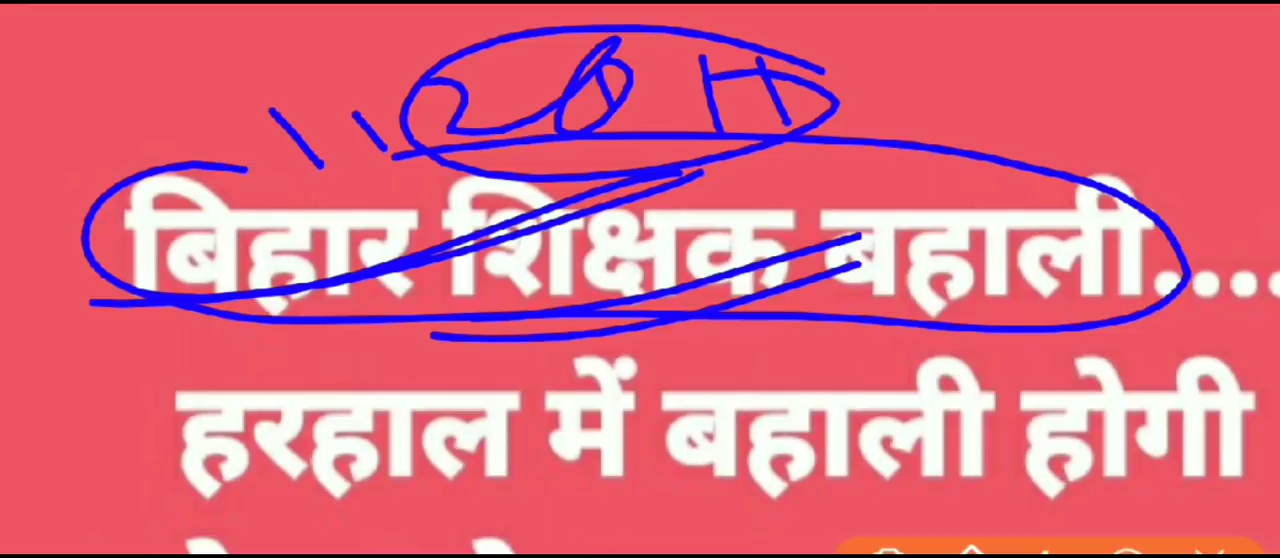 बिहार शिक्षक बहाली....
हरहाल में बहाली होगी